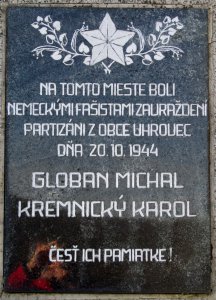 NA TOMTO MIESTE BOLI
NEMECKÝMI FAŠISTAMI ZAVRAŽDENÍ
PARTIZÁNI Z OBCE UHROVEC
DŇA 20.10.1944
GLOBAN MICHAL
KREMNICKÝ KAROL
ČESŤ ICH PAMIATKE!